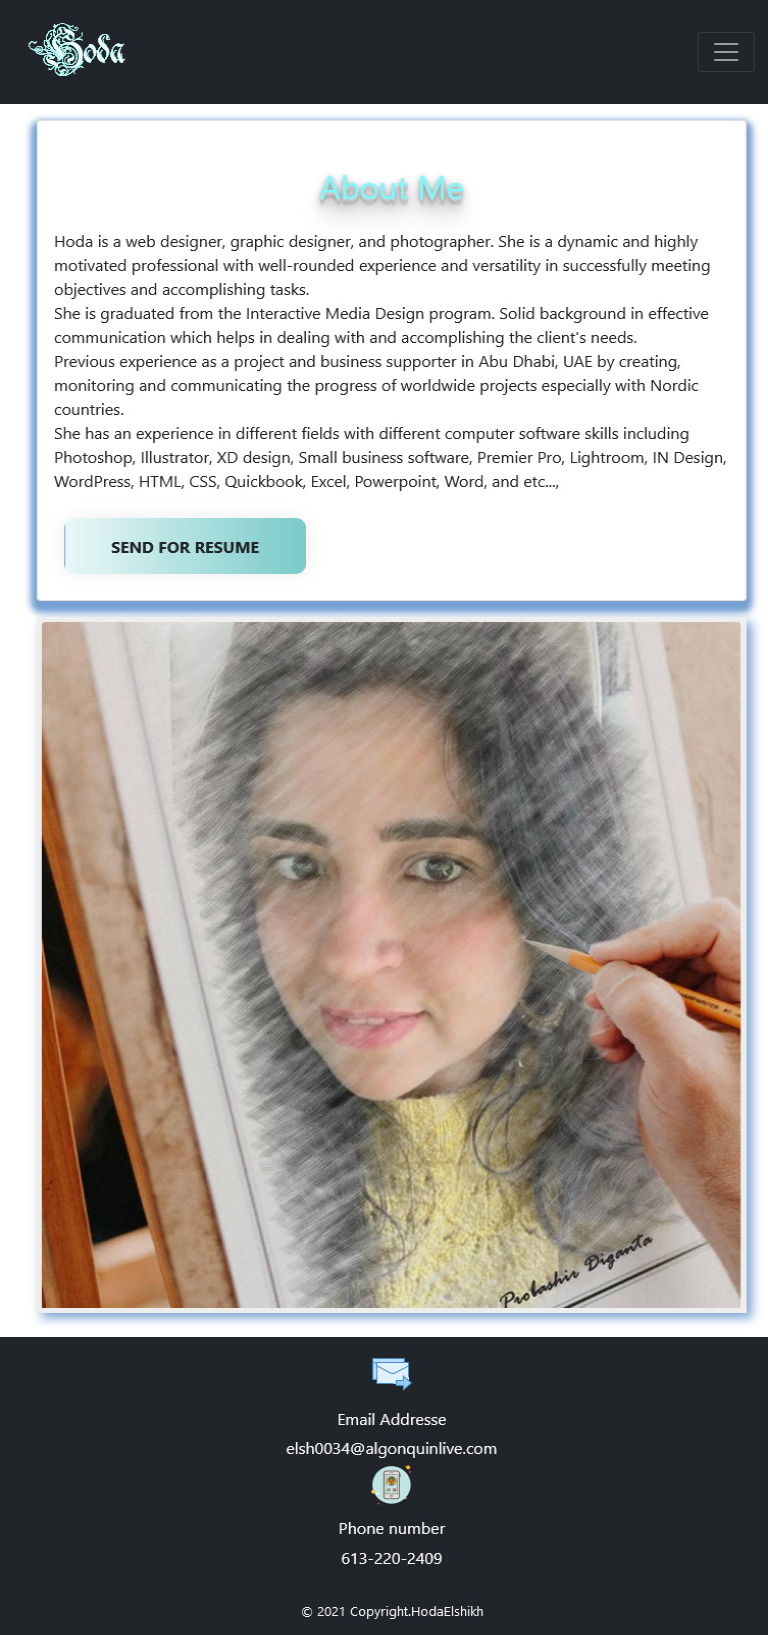 Hoda
About Me
Hoda is a web designer, graphic designer, and photographer. She is a dynamic and highly
motivated professional with well-rounded experience and versatility in successfully meeting
objectives and accomplishing tasks.
She is graduated from the Interactive Media Design program. Solid background in effective
communication which helps in dealing with and accomplishing the client's needs.
Previous experience as a project and business supporter in Abu Dhabi, UAE by creating,
monitoring and communicating the progress of worldwide projects especially with Nordic
countries.
She has an experience in different fields with different computer software skills including
Photoshop, Illustrator, XD design, Small business software, Premier Pro, Lightroom, IN Design,
WordPress, HTML, CSS, Quickbook, Excel, Powerpoint, Word, and etc...,
SEND FOR RESUME
Probashir Diganta
Email Addresse
elsh0034@algonquinlive.com
Phone number
613-220-2409
© 2021 Copyright.HodaElshikh